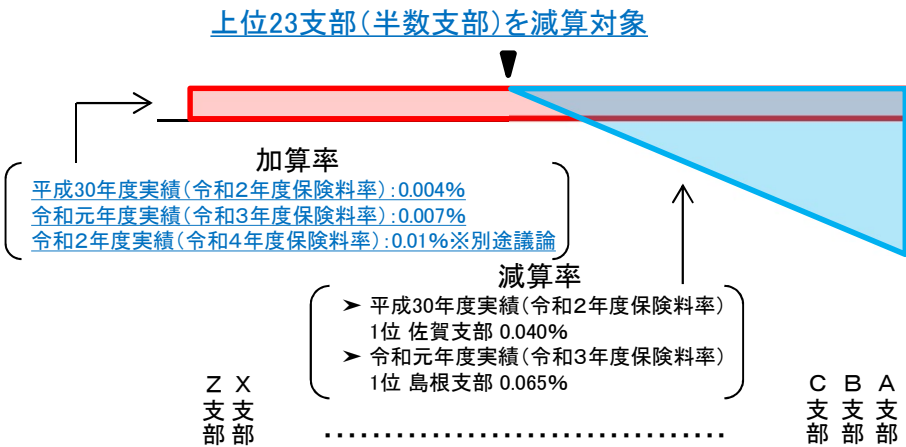 上位23支部(半数支部)を減算対象
加算率
平成30年度実績(令和2年度保険料率):0.004%
令和元年度実績(令和3年度保険料率):0.007%
令和2年度実績(令和4年度保険料率):0.01%※別途議論
減算率
➤ 平成30年度実績(令和2年度保険料率)
1位 佐賀支部 0.040%
➤ 令和元年度実績(令和3年度保険料率)
1位 島根支部 0.065%
Z支部
X支部
‥‥‥‥‥‥‥‥‥‥‥‥‥‥‥‥
C支部
B支部
A支部